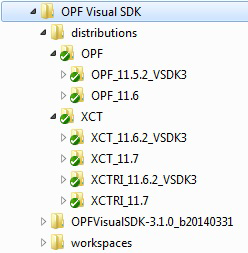 OPF Visual SDK
distributions
OPF
OPF_11.5.2_VSDK3
OPF_11.6
XCT
XCT_11.6.2_VSDK3
XCT_11.7
XCTRI_11.6.2_VSDK3
XCTRI_11.7
OPFVisualSDK-3.1.0_b20140331
workspaces